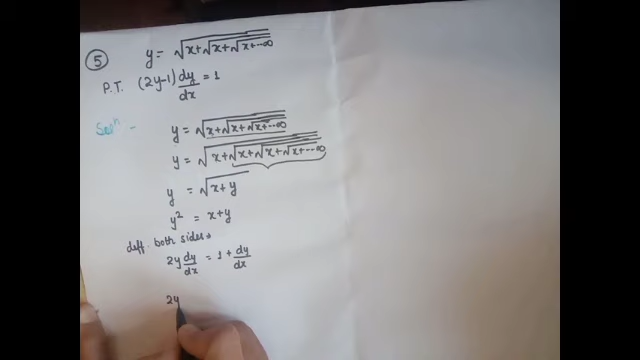 5 y = √x+√x+√x+--∞
P.T. (2y-1) dy/dx = 1
Solⁿ - y = √x+√x+√x+--∞
y = √x+√x+√x+√x+--∞
y = √x+y
y² = x+y
diff. both sides,
2y dy/dx = 1 + dy/dx
2y